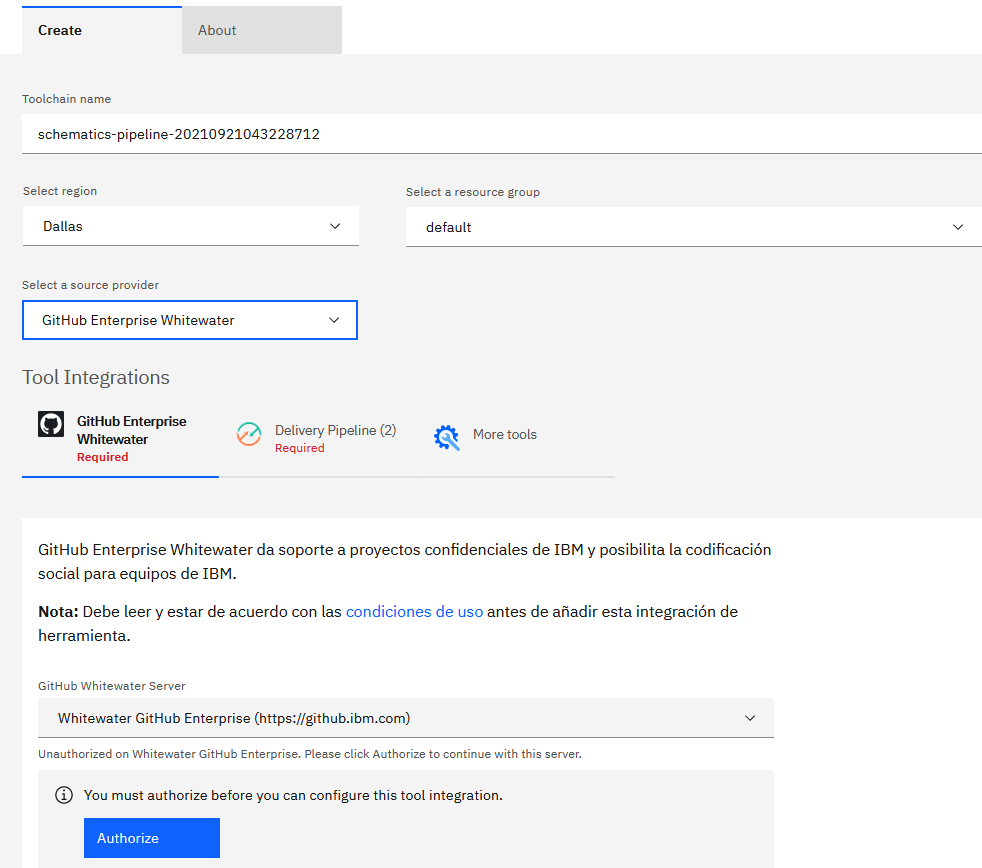 Create
About
Toolchain name
schematics-pipeline-20210921043228712
Select region
Select a resource group
Dallas
default
Select a source provider
GitHub Enterprise Whitewater
Tool Integrations
GitHub Enterprise
Whitewater
Required
Delivery Pipeline (2)
Required
More tools
GitHub Enterprise Whitewater da soporte a proyectos confidenciales de IBM y posibilita la codificación
social para equipos de IBM.
Nota: Debe leer y estar de acuerdo con las condiciones de uso antes de añadir esta integración de
herramienta.
GitHub Whitewater Server
Whitewater GitHub Enterprise (https://github.ibm.com)
Unauthorized on Whitewater GitHub Enterprise. Please click Authorize to continue with this server.
You must authorize before you can configure this tool integration.
Authorize